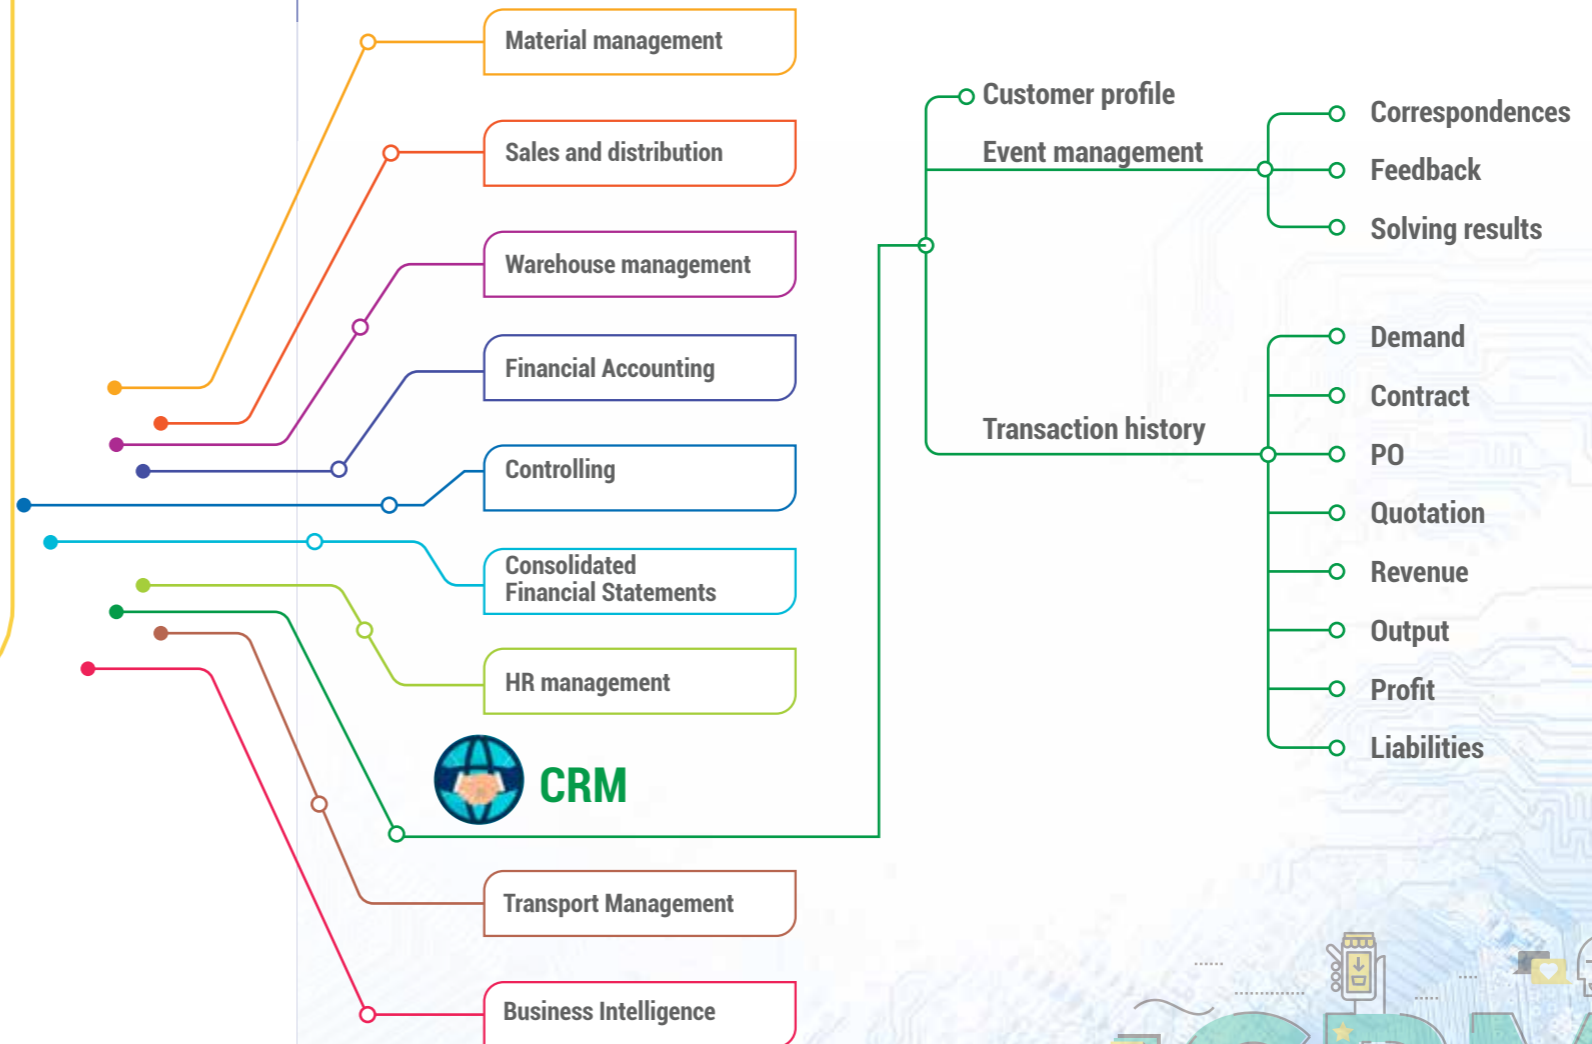 Material management
Sales and distribution
Warehouse management
Financial Accounting
Controlling
Consolidated
Financial Statements
HR management
CRM
Transport Management
Business Intelligence
Customer profile
Event management
Correspondences
Feedback
Solving results
Transaction history
Demand
Contract
PO
Quotation
Revenue
Output
Profit
Liabilities